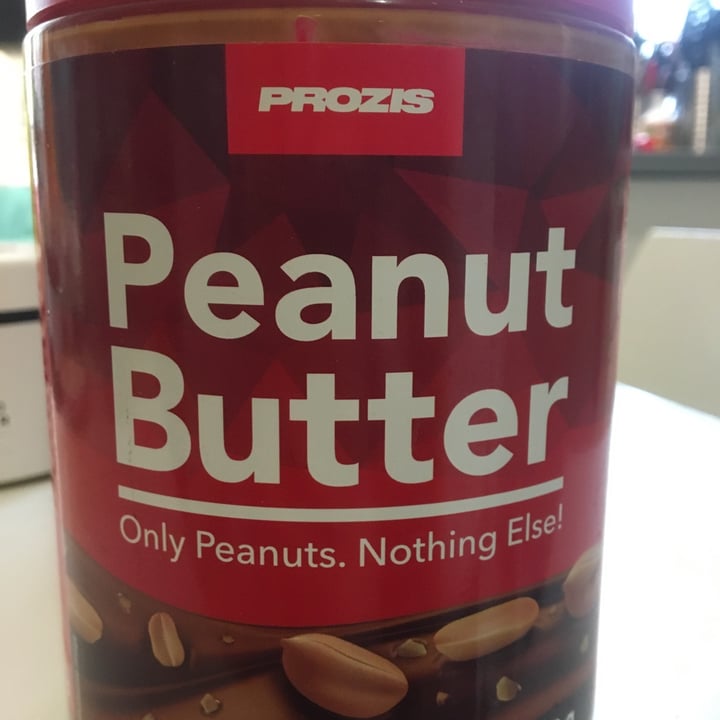 PROZIS
Peanut
Butter
Only Peanuts. Nothing Else!